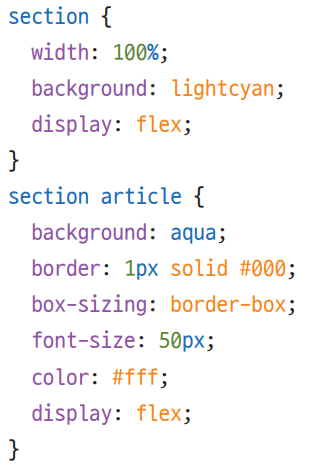 section {
  width: 100%;
  background: lightcyan;
  display: flex;
}
section article {
  background: aqua;
  border: 1px solid #000;
  box-sizing: border-box;
  font-size: 50px;
  color: #fff;
  display: flex;
}